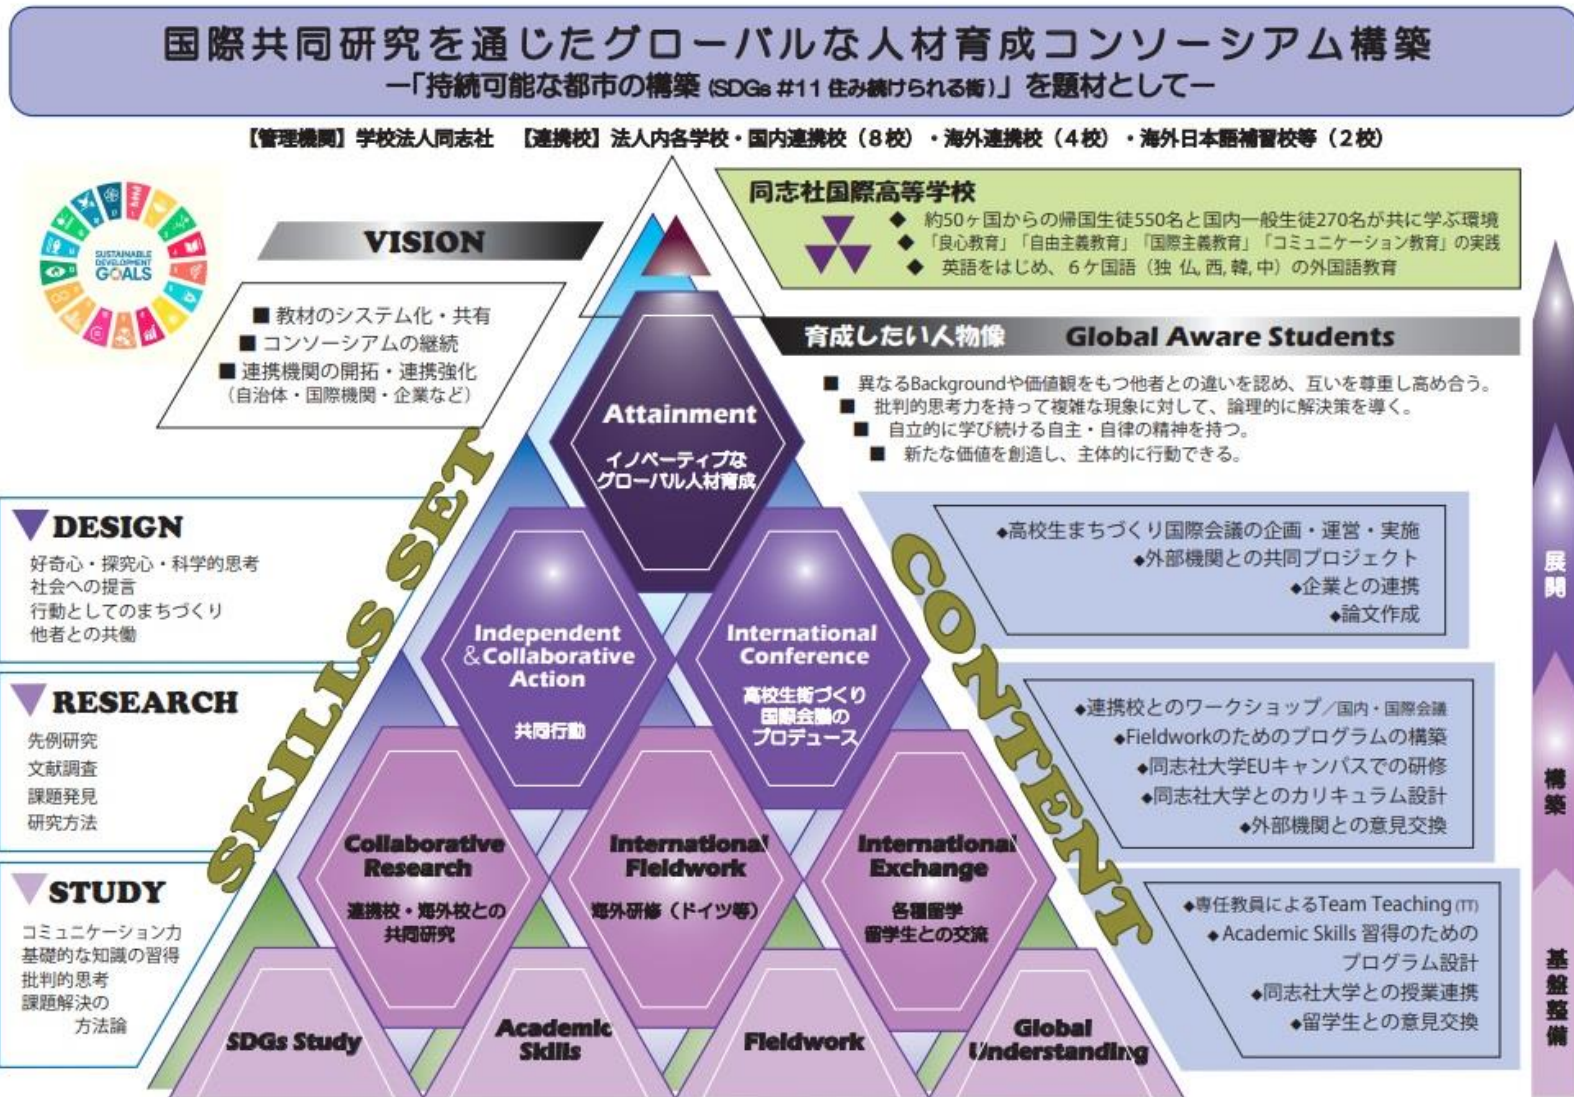 国際共同研究を通じたグローバルな人材育成コンソーシアム構築
ー「持続可能な都市の構築 (SDGs #11 住み続けられる街)」を題材としてー
【管理機関】学校法人同志社　【連携校】法人内各学校・国内連携校（8校）・海外連携校（4校）・海外日本語補習校等（2校）
SUSTAINABLE
DEVELOPMENT
GOALS
VISION
■ 教材のシステム化・共有
■ コンソーシアムの継続
■ 連携機関の開拓・連携強化
（自治体・国際機関・企業など）
同志社国際高等学校
◆ 約50ヶ国からの帰国生徒550名と国内一般生徒270名が共に学ぶ環境
◆ 「良心教育」「自由主義教育」「国際主義教育」「コミュニケーション教育」の実践
◆ 英語をはじめ、6ケ国語（独 仏,西,韓,中）の外国語教育
育成したい人物像　Global Aware Students
■ 異なるBackgroundや価値観をもつ他者との違いを認め、互いを尊重し高め合う。
■ 批判的思考力を持って複雑な現象に対して、論理的に解決策を導く。
■ 自立的に学び続ける自主・自律の精神を持つ。
■ 新たな価値を創造し、主体的に行動できる。
SKILLS SET
CONTENT
DESIGN
好奇心・探究心・科学的思考
社会への提言
行動としてのまちづくり
他者との共働
RESEARCH
先例研究
文献調査
課題発見
研究方法
STUDY
コミュニケーション力
基礎的な知識の習得
批判的思考
課題解決の
方法論
Attainment
イノベーティブな
グローバル人材育成
Independent
&Collaborative
Action
共同行動
International
Conference
高校生街づくり
国際会議の
プロデュース
Collaborative
Research
連携校・海外校との
共同研究
International
Fieldwork
海外研修（ドイツ等）
International
Exchange
各種留学
留学生との交流
SDGs Study
Academic
Skills
Fieldwork
Global
Understanding
◆高校生まちづくり国際会議の企画・運営・実施
◆外部機関との共同プロジェクト
◆企業との連携
◆論文作成
◆連携校とのワークショップ／国内・国際会議
◆Fieldworkのためのプログラムの構築
◆同志社大学EUキャンパスでの研修
◆同志社大学とのカリキュラム設計
◆外部機関との意見交換
◆専任教員によるTeam Teaching (TT)
◆Academic Skills 習得のための
プログラム設計
◆同志社大学との授業連携
◆留学生との意見交換
展開
構築
基盤整備